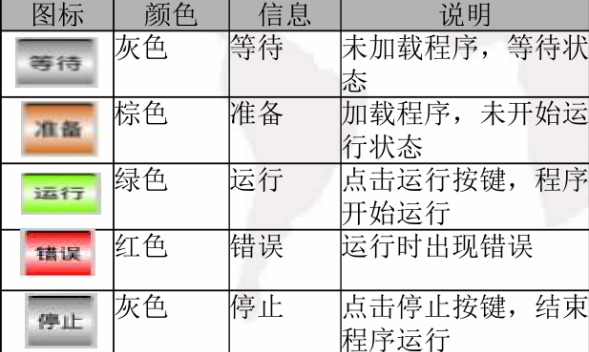 图标 颜色 信息 说明
等待 灰色 等待 未加载程序，等待状
态
准备 棕色 准备 加载程序，未开始运
行状态
运行 绿色 运行 点击运行按键，程序
开始运行
错误 红色 错误 运行时出现错误
停止 灰色 停止 点击停止按键，结束
程序运行